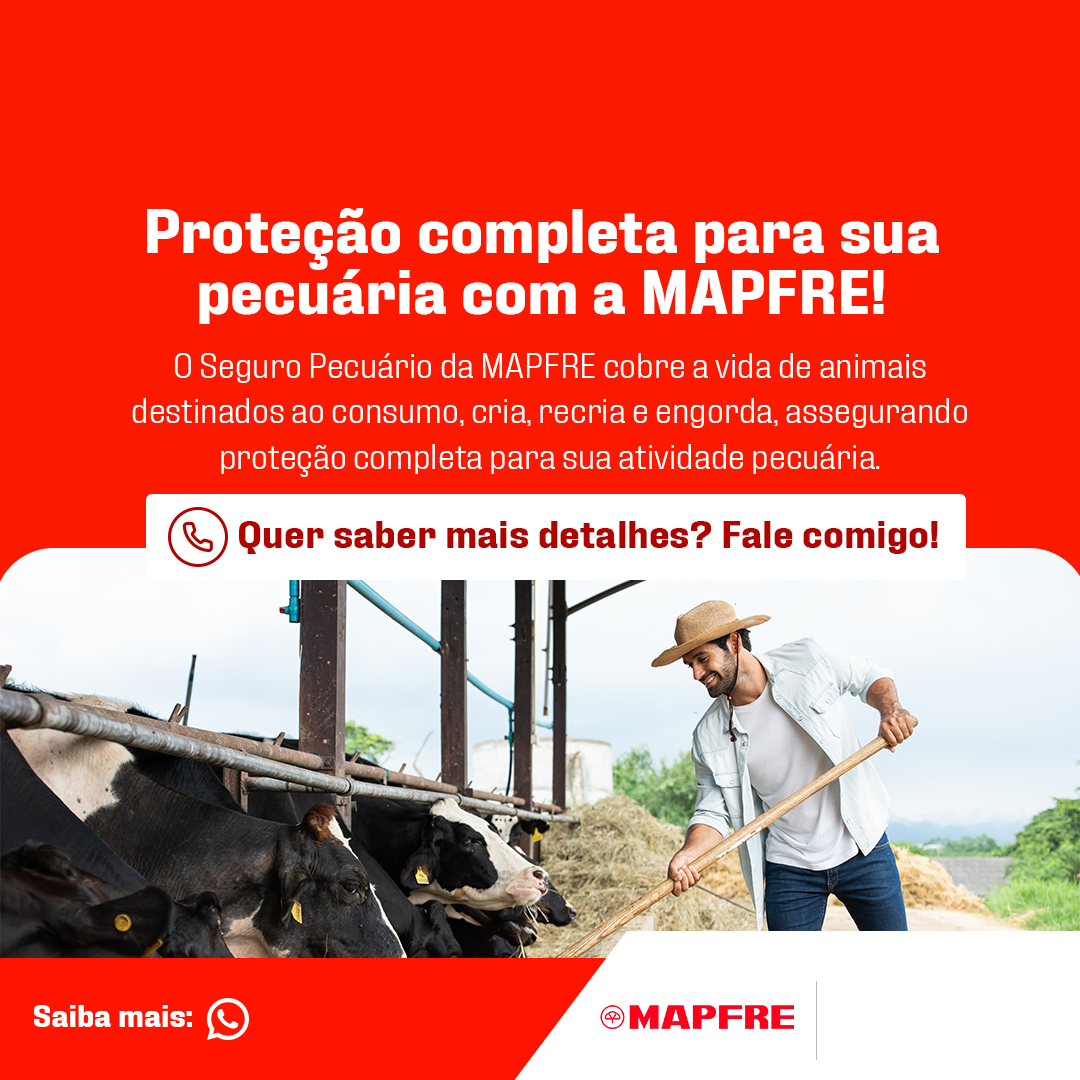 Proteção completa para sua
pecuária com a MAPFRE!
O Seguro Pecuário da MAPFRE cobre a vida de animais
destinados ao consumo, cria, recria e engorda, assegurando
proteção completa para sua atividade pecuária.
Quer saber mais detalhes? Fale comigo!
Saiba mais:
MAPFRE